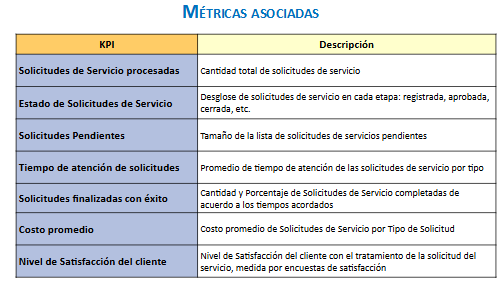 MÉTRICAS ASOCIADAS
KPI
Descripción
Solicitudes de Servicio procesadas
Cantidad total de solicitudes de servicio
Estado de Solicitudes de Servicio
Desglose de solicitudes de servicio en cada etapa: registrada, aprobada,
cerrada, etc.
Solicitudes Pendientes
Tamaño de la lista de solicitudes de servicios pendientes
Tiempo de atención de solicitudes
Promedio de tiempo de atención de las solicitudes de servicio por tipo
Solicitudes finalizadas con éxito
Cantidad y Porcentaje de Solicitudes de Servicio completadas de
acuerdo a los tiempos acordados
Costo promedio
Costo promedio de Solicitudes de Servicio por Tipo de Solicitud
Nivel de Satisfacción del cliente
Nivel de Satisfacción del cliente con el tratamiento de la solicitud del
servicio, medida por encuestas de satisfacción